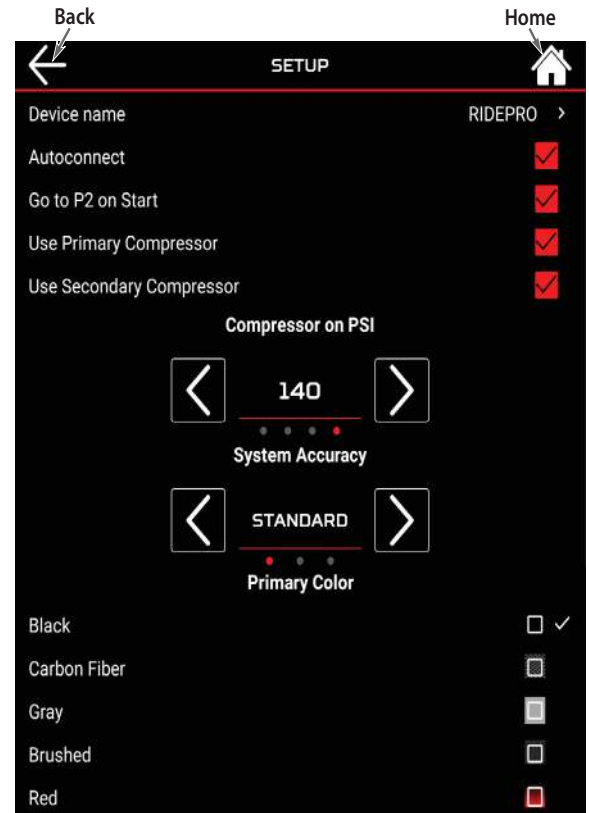 Back
Home
SETUP
Device name RIDEPRO >
Autoconnect
Go to P2 on Start
Use Primary Compressor
Use Secondary Compressor
Compressor on PSI
140
System Accuracy
STANDARD
Primary Color
Black
Carbon Fiber
Gray
Brushed
Red